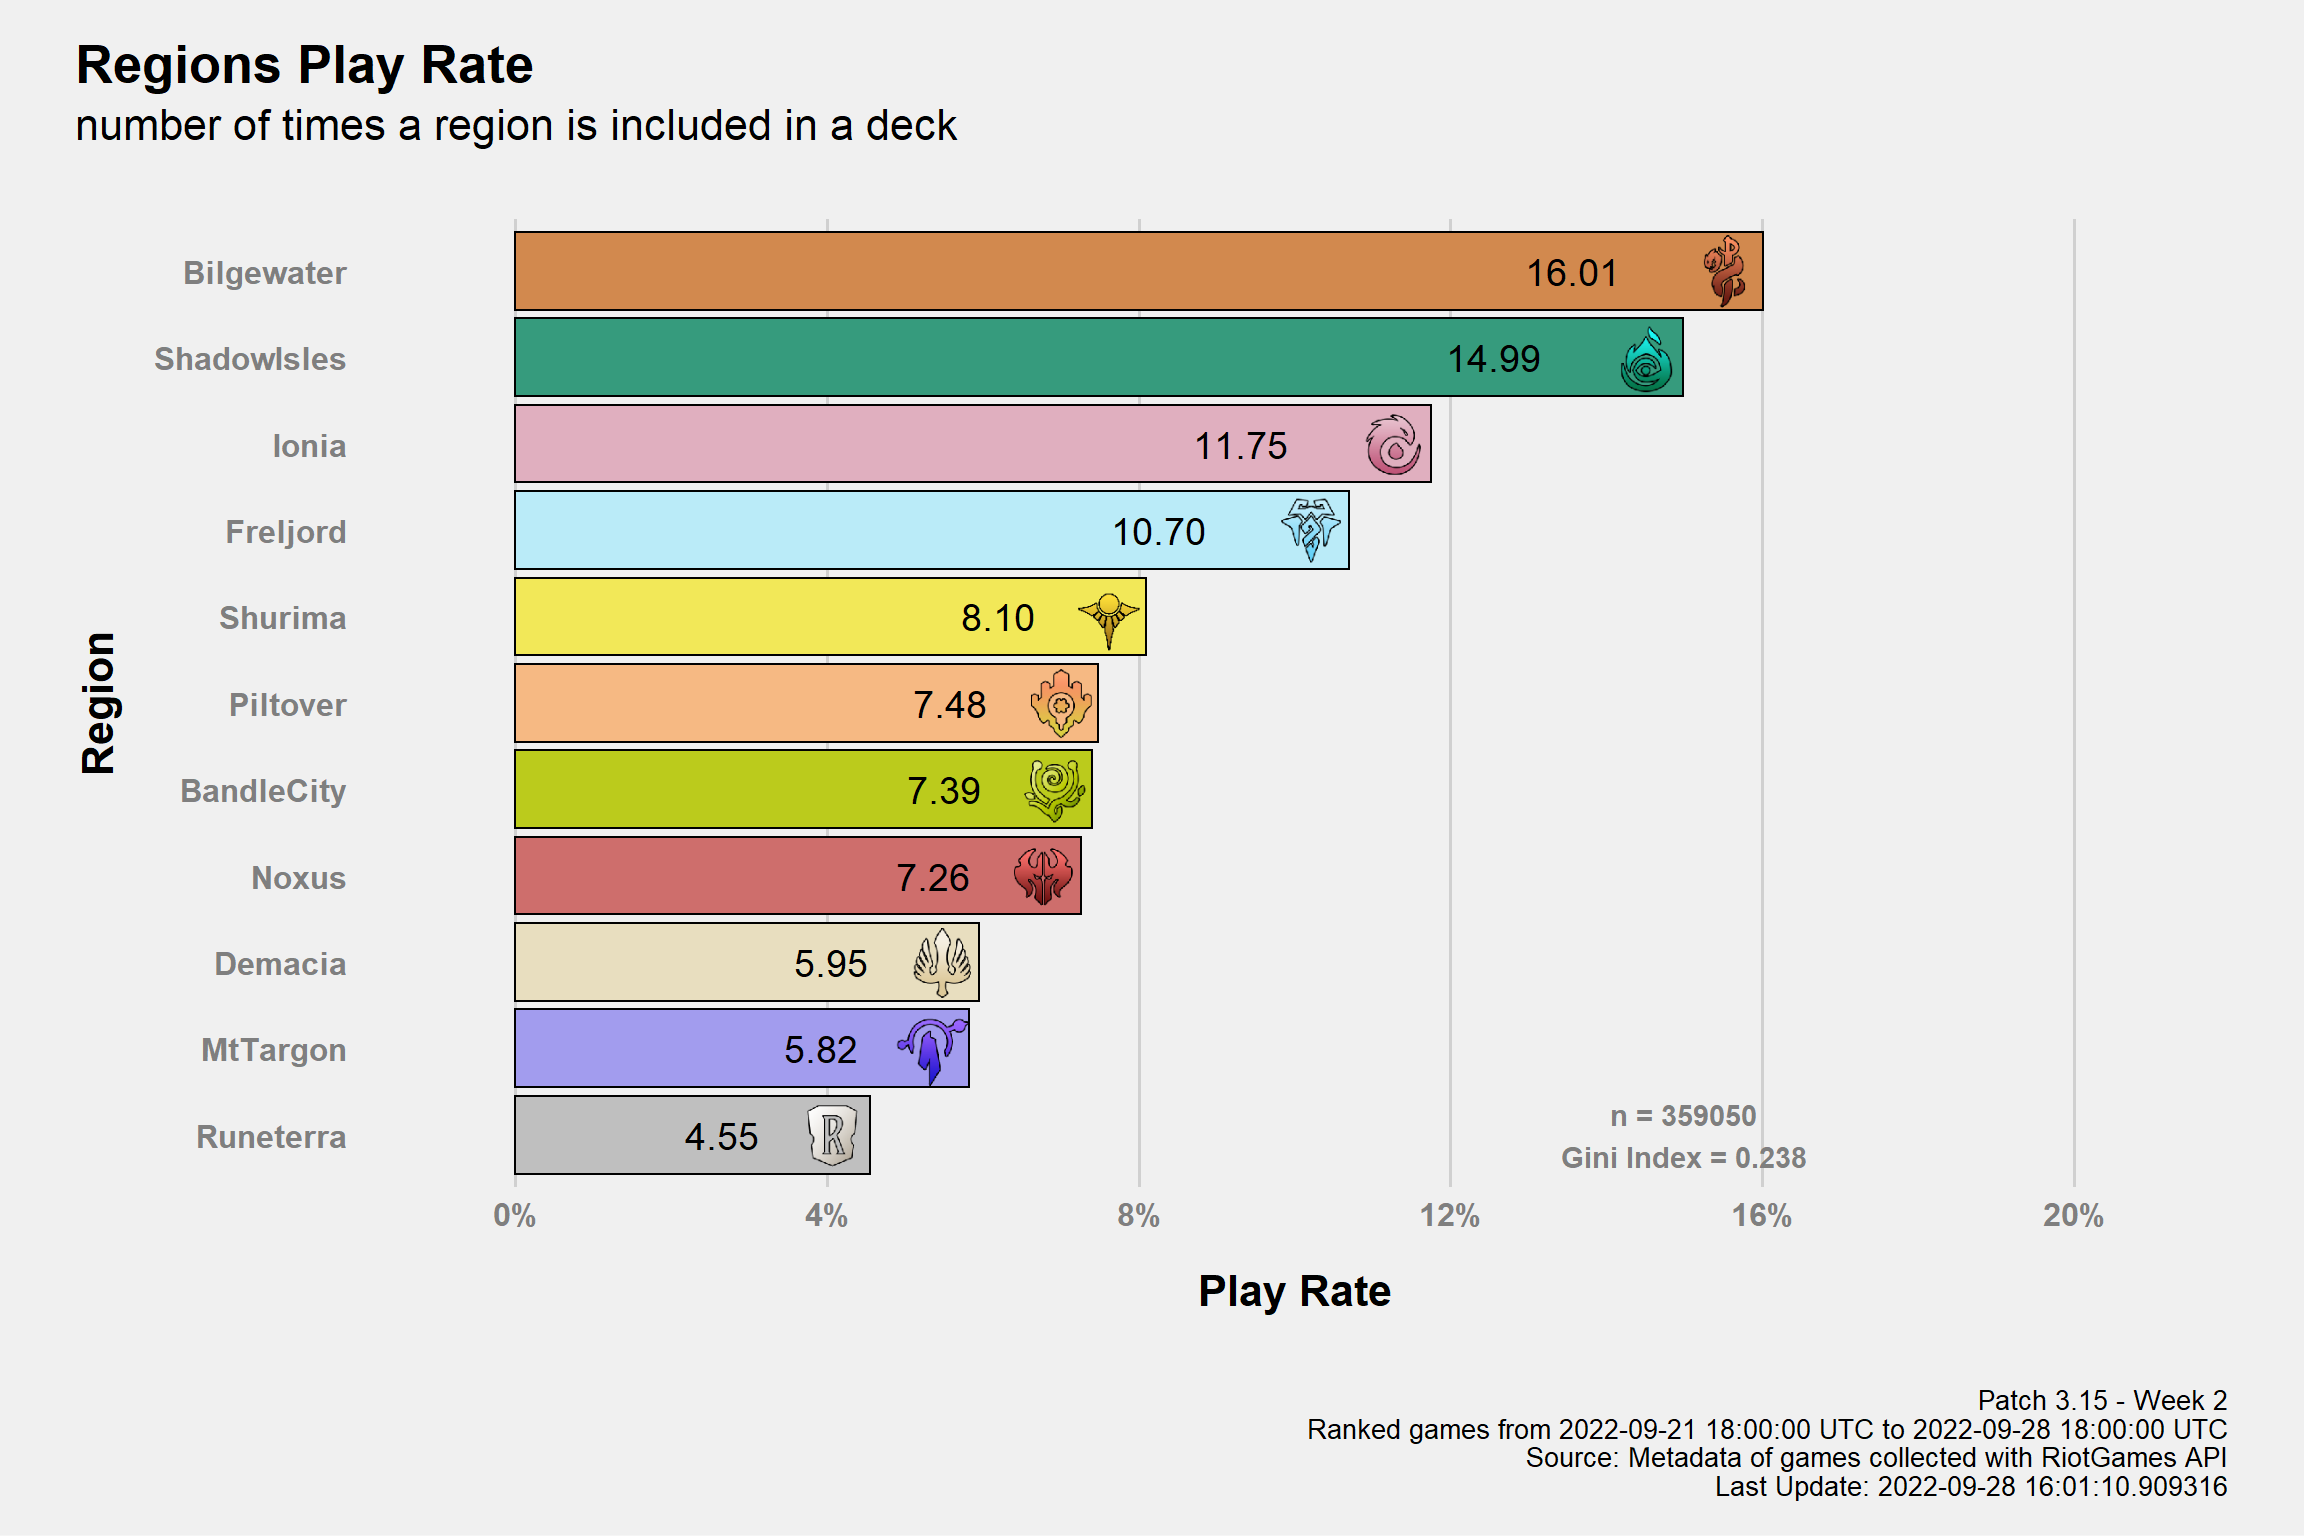 Regions Play Rate
number of times a region is included in a deck
Region
Bilgewater 16.01
ShadowIsles 14.99
Ionia 11.75
Freljord 10.70
Shurima 8.10
Piltover 7.48
BandleCity 7.39
Noxus 7.26
Demacia 5.95
MtTargon 5.82
Runeterra 4.55 R
n = 359050
Gini Index = 0.238
0% 4% 8% 12% 16% 20%
Play Rate
Patch 3.15 - Week 2
Ranked games from 2022-09-21 18:00:00 UTC to 2022-09-28 18:00:00 UTC
Source: Metadata of games collected with RiotGames API
Last Update: 2022-09-28 16:01:10.909316